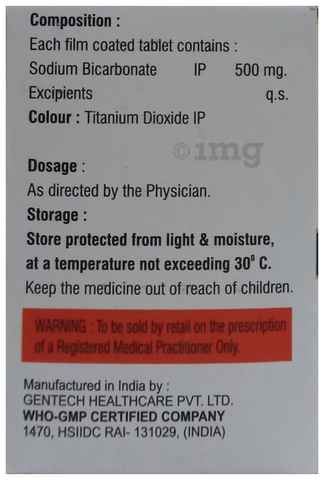 Composition :
Each film coated tablet contains :
Sodium Bicarbonate IP 500 mg.
Excipients q.s.
Colour : Titanium Dioxide IP
©1mg
Dosage :
As directed by the Physician.
Storage :
Store protected from light & moisture,
at a temperature not exceeding 30⁰ C.
Keep the medicine out of reach of children.
WARNING : To be sold by retail on the prescription
of a Registered Medical Practitioner Only.
Manufactured in India by :
GENTECH HEALTHCARE PVT. LTD.
WHO-GMP CERTIFIED COMPANY
1470, HSIIDC RAI- 131029, (INDIA)